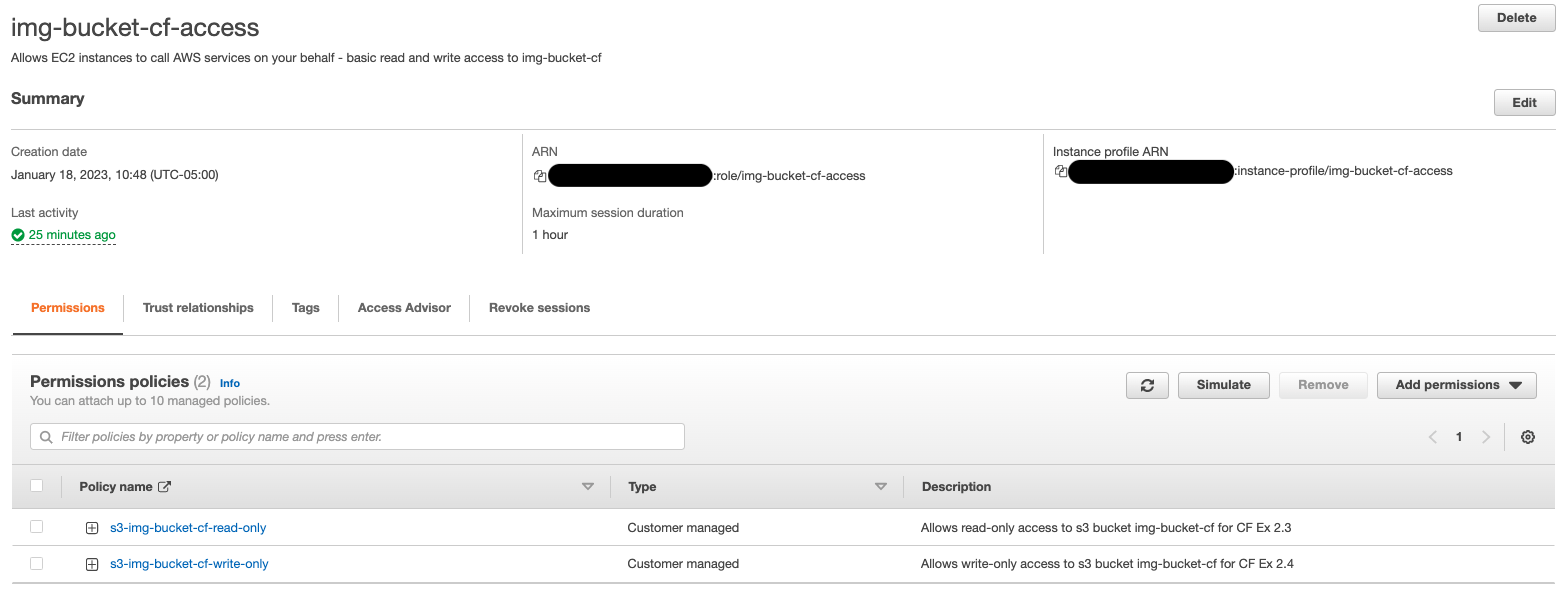 img-bucket-cf-access
Delete
Allows EC2 instances to call AWS services on your behalf - basic read and write access to img-bucket-cf
Summary
Edit
Creation date
January 18, 2023, 10:48 (UTC-05:00)
ARN
:role/img-bucket-cf-access
Instance profile ARN
:instance-profile/img-bucket-cf-access
Last activity
25 minutes ago
Maximum session duration
1 hour
Permissions Trust relationships Tags Access Advisor Revoke sessions
Permissions policies (2) Info
You can attach up to 10 managed policies.
Simulate Remove Add permissions
Filter policies by property or policy name and press enter.
1
Policy name Type Description
s3-img-bucket-cf-read-only Customer managed Allows read-only access to s3 bucket img-bucket-cf for CF Ex 2.3
s3-img-bucket-cf-write-only Customer managed Allows write-only access to s3 bucket img-bucket-cf for CF Ex 2.4